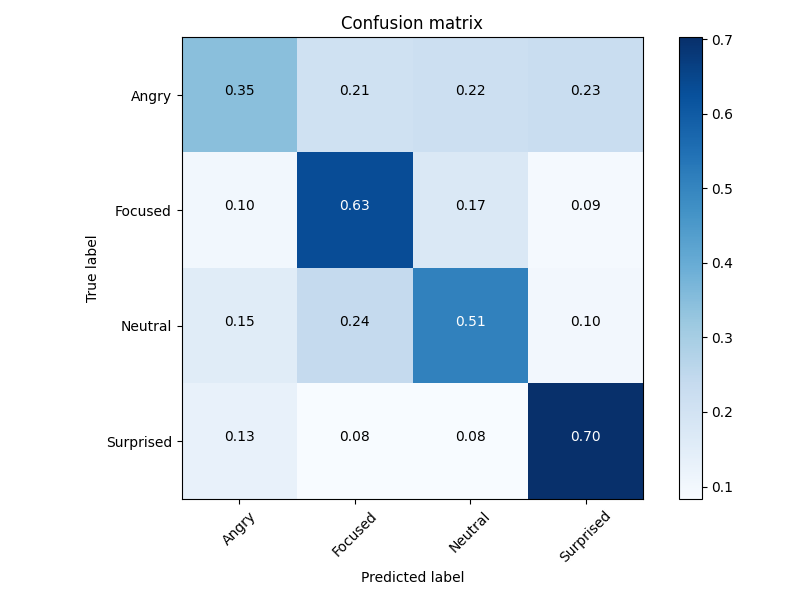 Confusion matrix
Angry 0.35 0.21 0.22 0.23
Focused 0.10 0.63 0.17 0.09
Neutral 0.15 0.24 0.51 0.10
Surprised 0.13 0.08 0.08 0.70
Angry Focused Neutral Surprised
Predicted label
True label
0.7
0.6
0.5
0.4
0.3
0.2
0.1